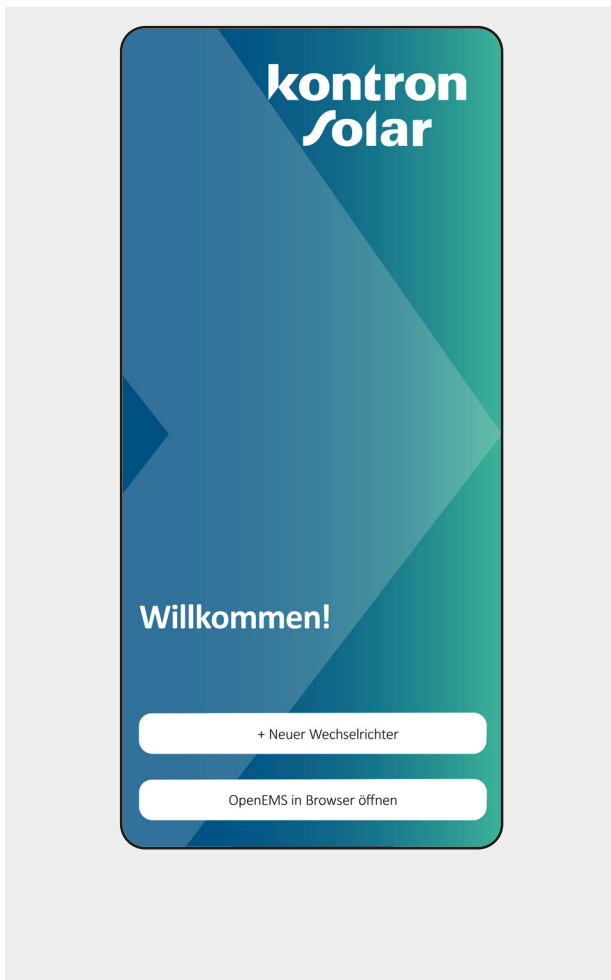 kontron
solar
Willkommen!
+ Neuer Wechselrichter
OpenEMS in Browser öffnen